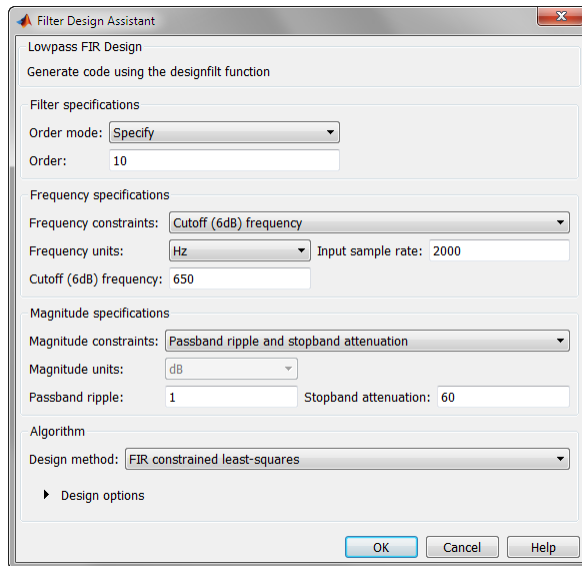 Filter Design Assistant
Lowpass FIR Design
Generate code using the designfilt function
Filter specifications
Order mode: Specify
Order: 10
Frequency specifications
Frequency constraints: Cutoff (6dB) frequency
Frequency units: Hz Input sample rate: 2000
Cutoff (6dB) frequency: 650
Magnitude specifications
Magnitude constraints: Passband ripple and stopband attenuation
Magnitude units: dB
Passband ripple: 1 Stopband attenuation: 60
Algorithm
Design method: FIR constrained least-squares
Design options
OK Cancel Help